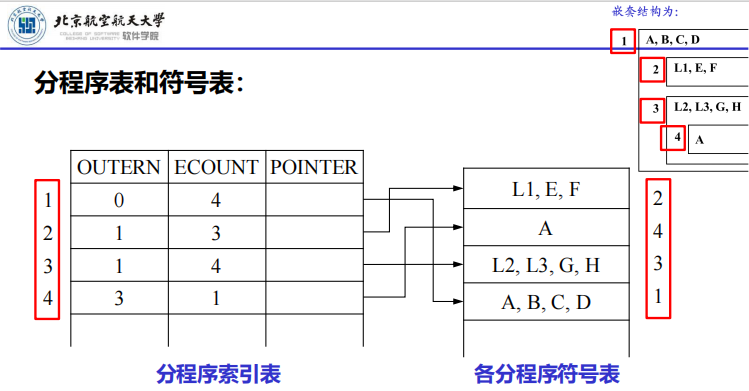 北京航空航天大学
COLLEGE OF SOFTWARE
BEIHANG UNIVERSITY 软件学院
嵌套结构为:
1 A, B, C, D
2 L1, E, F
3 L2, L3, G, H
4 A
分程序表和符号表：
OUTERN ECOUNT POINTER
1 0 4
2 1 3
3 1 4
4 3 1
L1, E, F 2
A 4
L2, L3, G, H 3
A, B, C, D 1
分程序索引表
各分程序符号表